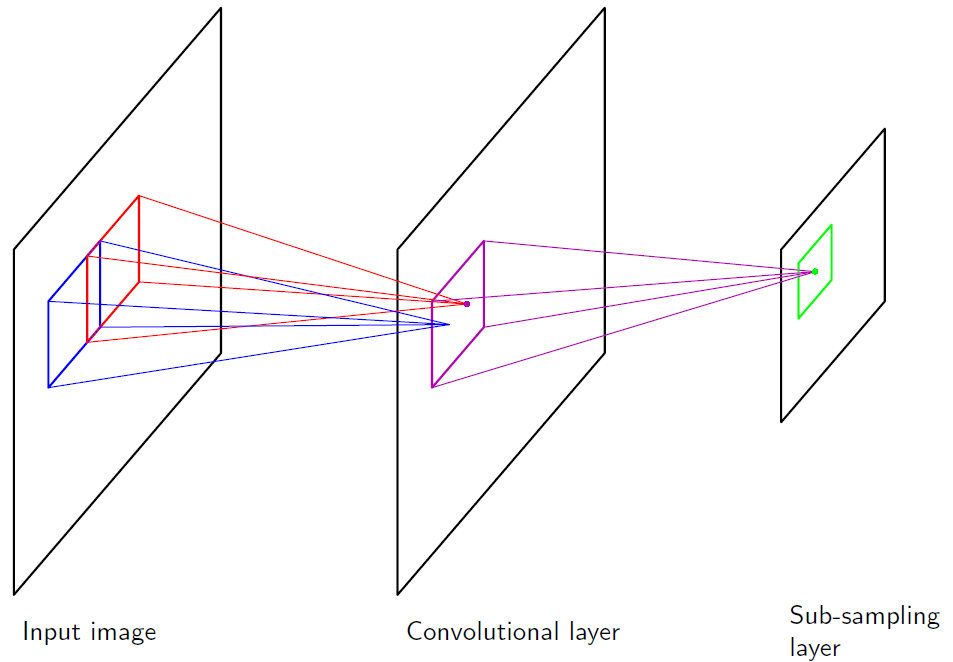 Input image
Convolutional layer
Sub-sampling
layer